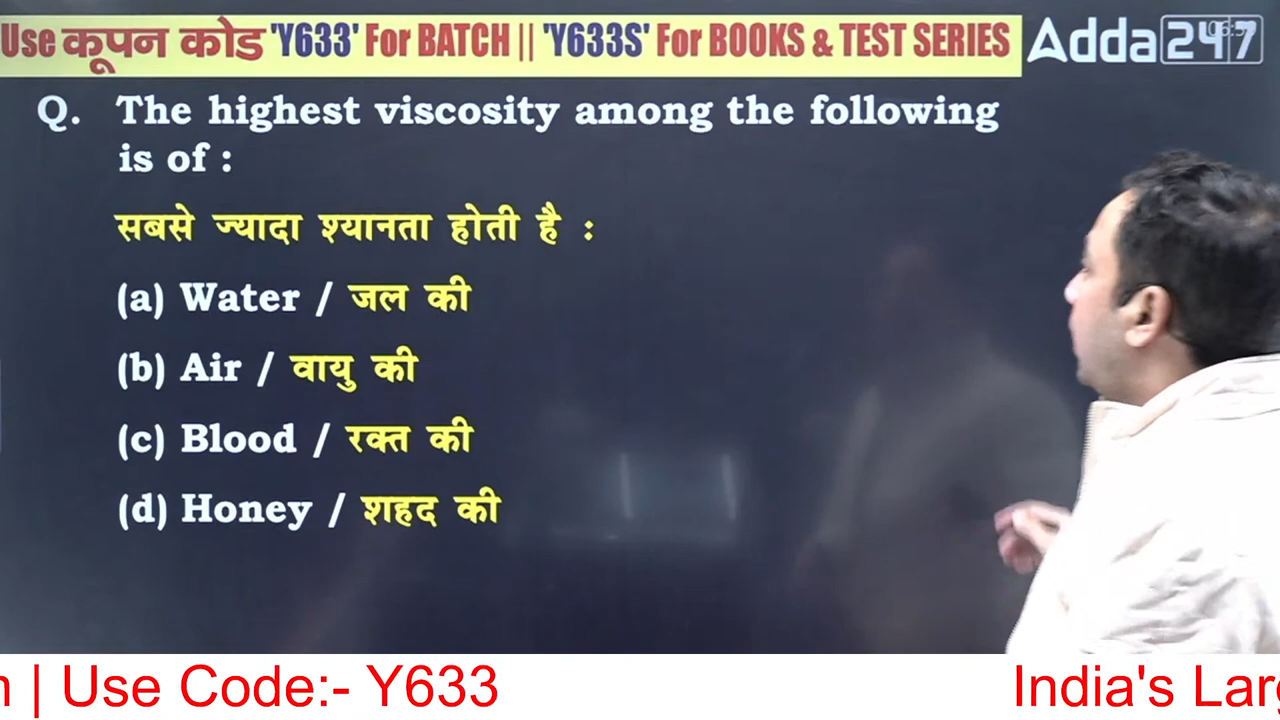 Use कूपन कोड 'Y633' For BATCH || 'Y633S' For BOOKS & TEST SERIES
Adda247
Q. The highest viscosity among the following
is of :
सबसे ज्यादा श्यानता होती है :
(a) Water / जल की
(b) Air / वायु की
(c) Blood / रक्त की
(d) Honey / शहद की
| Use Code:- Y633
India's